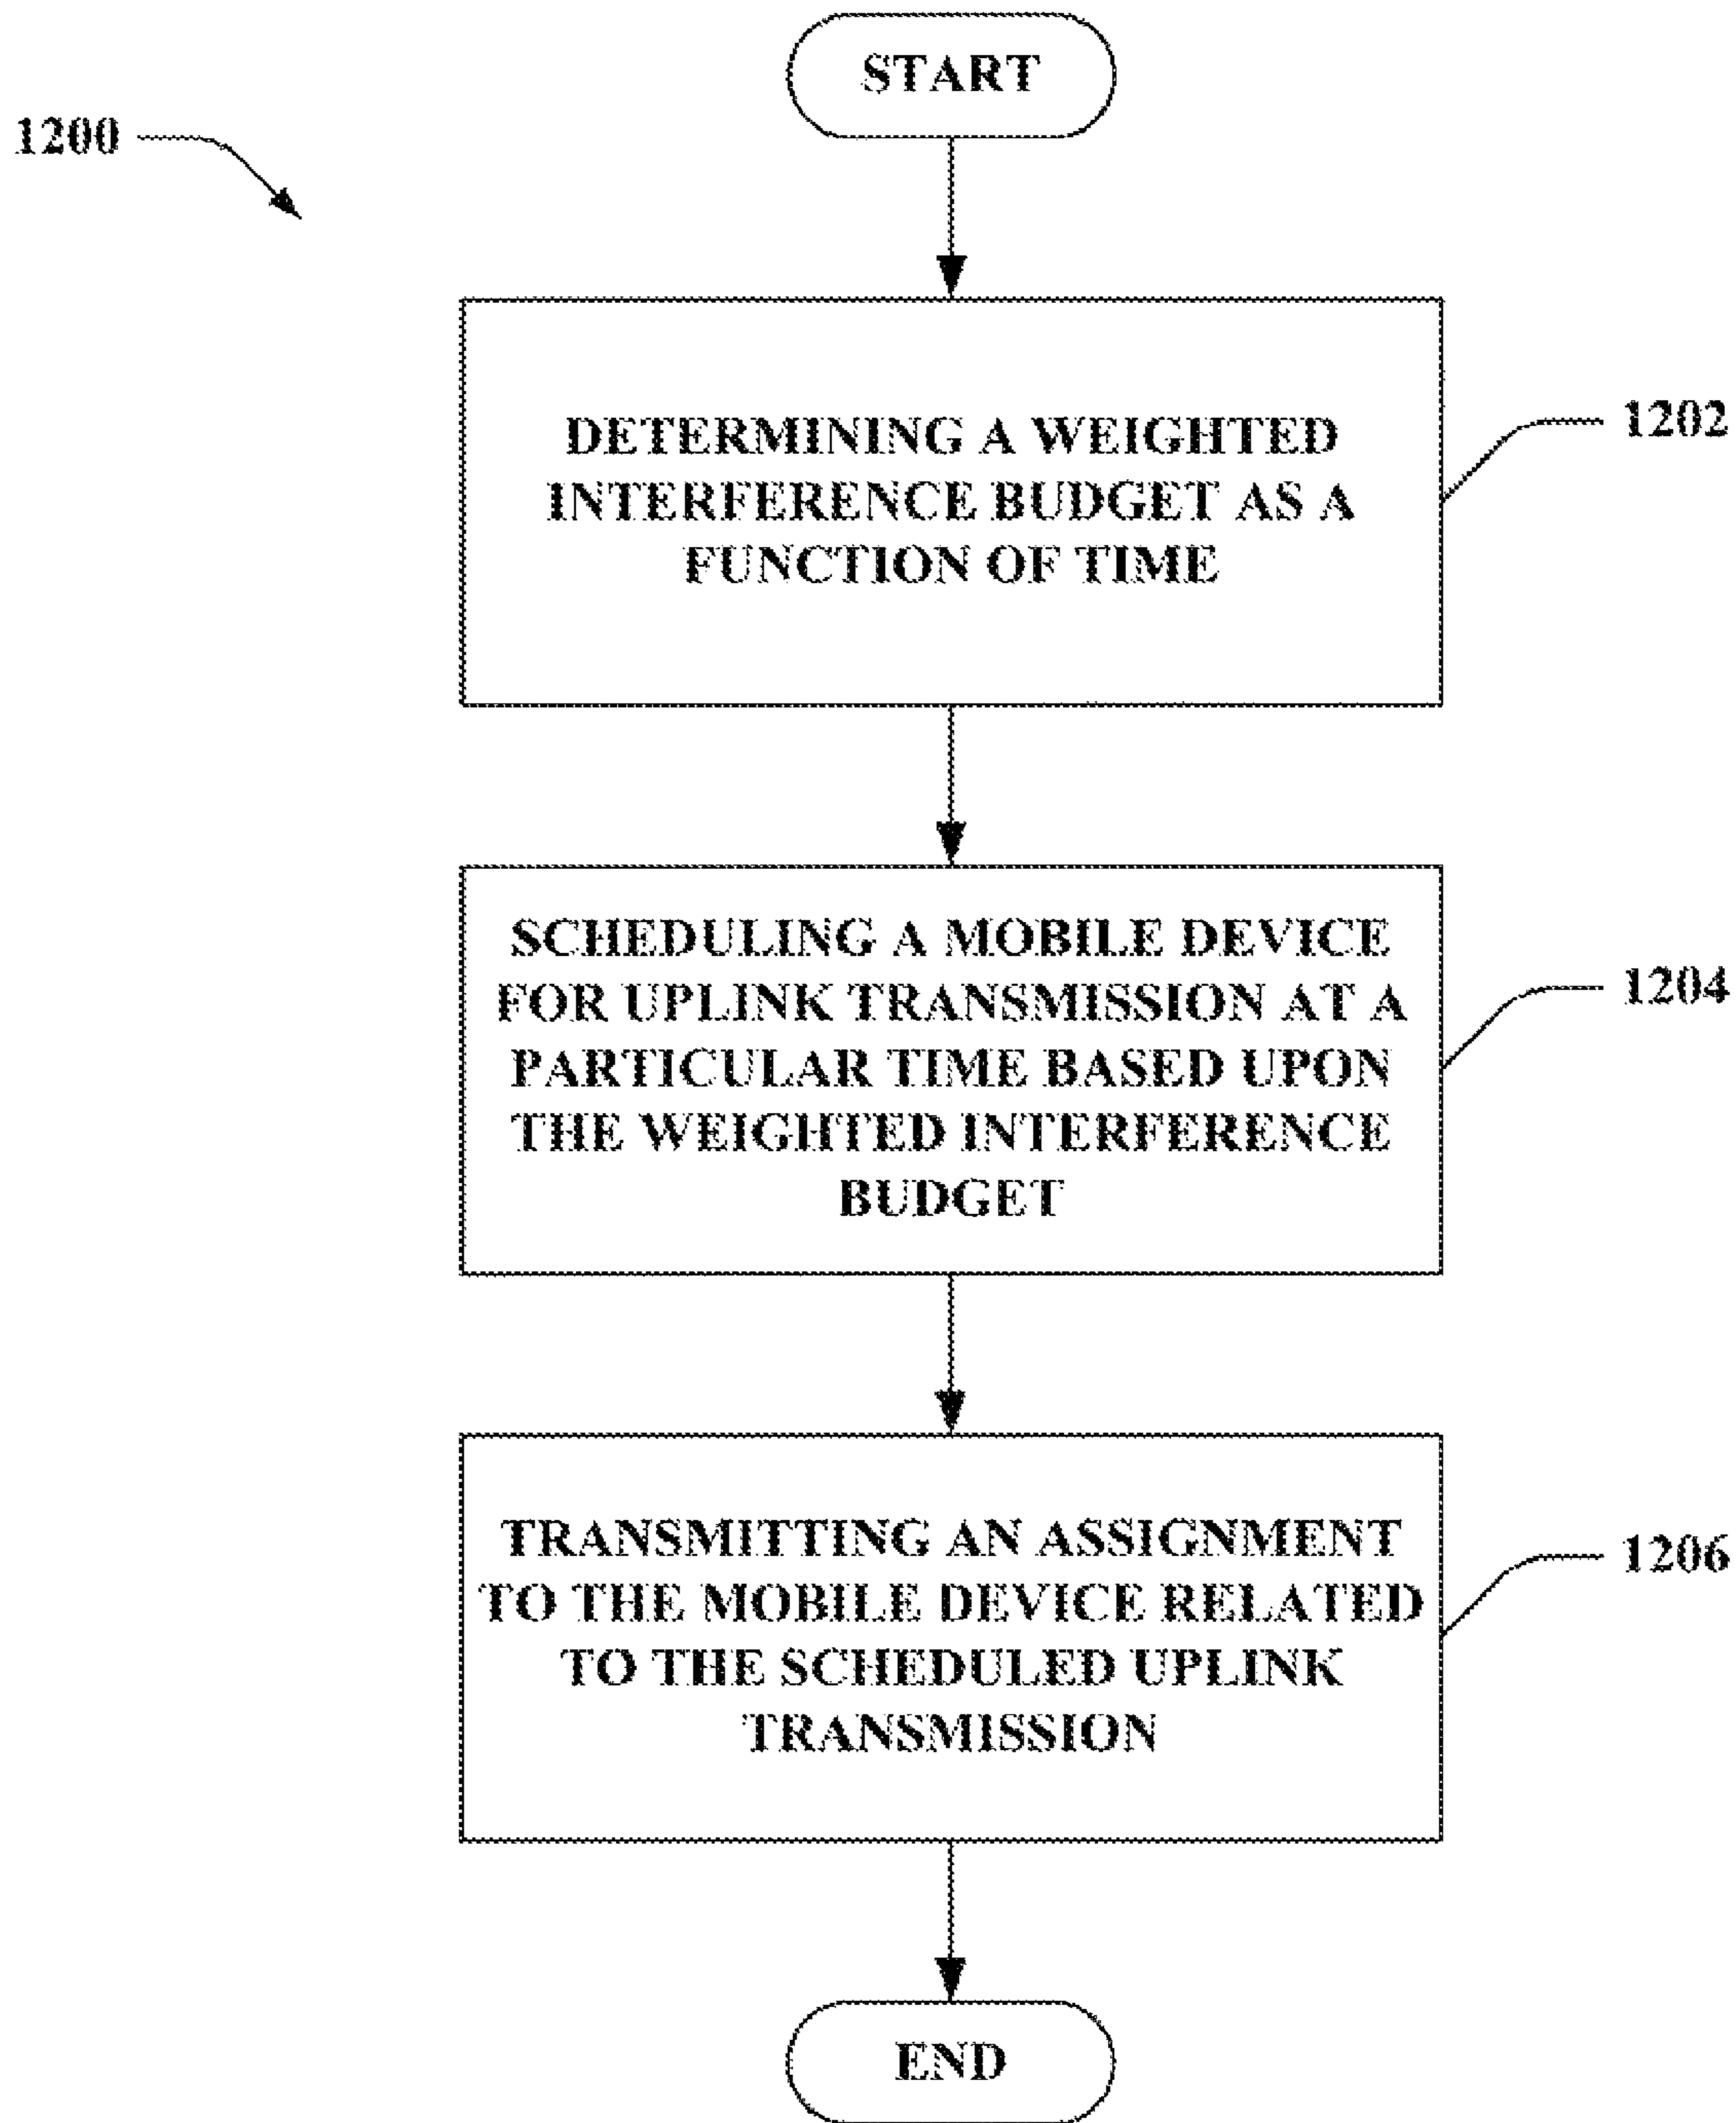 START
1200
DETERMINING A WEIGHTED
INTERFERENCE BUDGET AS A
FUNCTION OF TIME
1202
SCHEDULING A MOBILE DEVICE
FOR UPLINK TRANSMISSION AT A
PARTICULAR TIME BASED UPON
THE WEIGHTED INTERFERENCE
BUDGET
1204
TRANSMITTING AN ASSIGNMENT
TO THE MOBILE DEVICE RELATED
TO THE SCHEDULED UPLINK
TRANSMISSION
1206
END